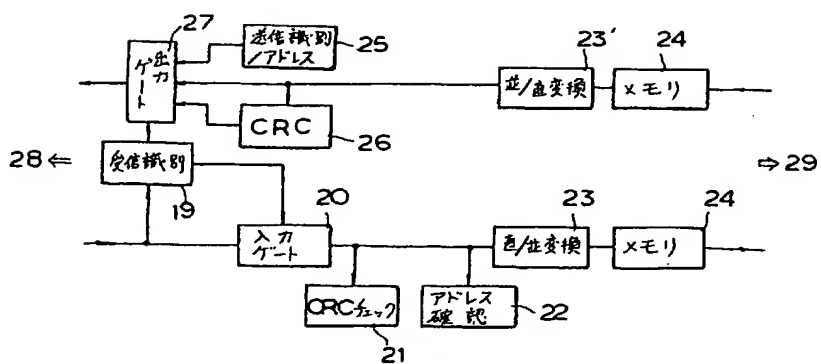 27
出力
ゲート
送信識別
/アドレス
25
23'
並/直変換
24
メモリ
CRC
26
28 ⇐
受信識別
19
⇒ 29
20
入力
ゲート
23
直/並変換
24
メモリ
CRCチェック
21
アドレス
確認
22